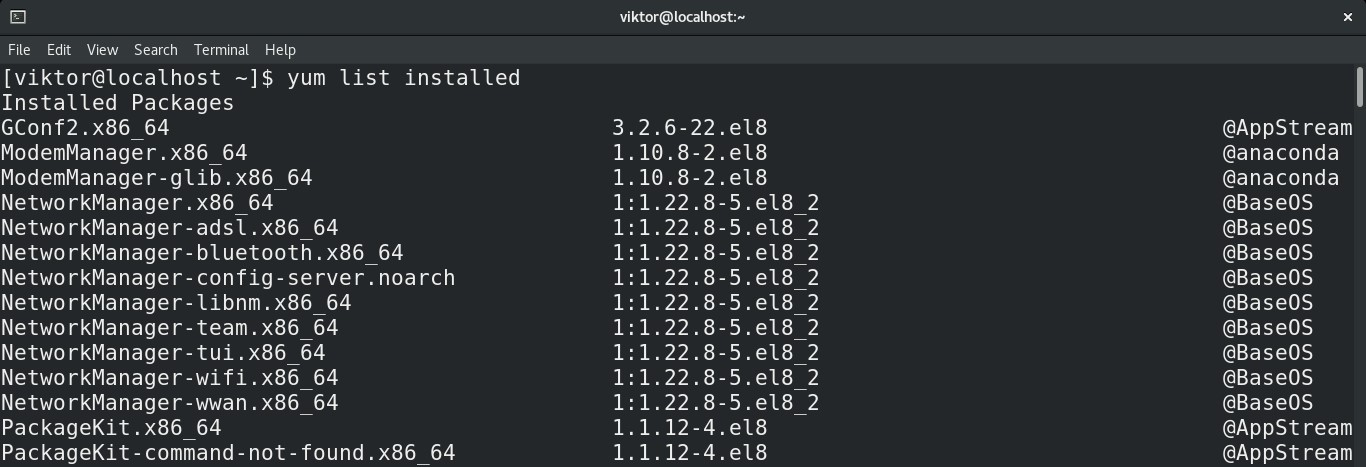 viktor@localhost:~
File Edit View Search Terminal Help
[viktor@localhost ~]$ yum list installed
Installed Packages
GConf2.x86_64 3.2.6-22.el8 @AppStream
ModemManager.x86_64 1.10.8-2.el8 @anaconda
ModemManager-glib.x86_64 1.10.8-2.el8 @anaconda
NetworkManager.x86_64 1:1.22.8-5.el8_2 @BaseOS
NetworkManager-adsl.x86_64 1:1.22.8-5.el8_2 @BaseOS
NetworkManager-bluetooth.x86_64 1:1.22.8-5.el8_2 @BaseOS
NetworkManager-config-server.noarch 1:1.22.8-5.el8_2 @BaseOS
NetworkManager-libnm.x86_64 1:1.22.8-5.el8_2 @BaseOS
NetworkManager-team.x86_64 1:1.22.8-5.el8_2 @BaseOS
NetworkManager-tui.x86_64 1:1.22.8-5.el8_2 @BaseOS
NetworkManager-wifi.x86_64 1:1.22.8-5.el8_2 @BaseOS
NetworkManager-wwan.x86_64 1:1.22.8-5.el8_2 @BaseOS
PackageKit.x86_64 1.1.12-4.el8 @AppStream
PackageKit-command-not-found.x86_64 1.1.12-4.el8 @AppStream